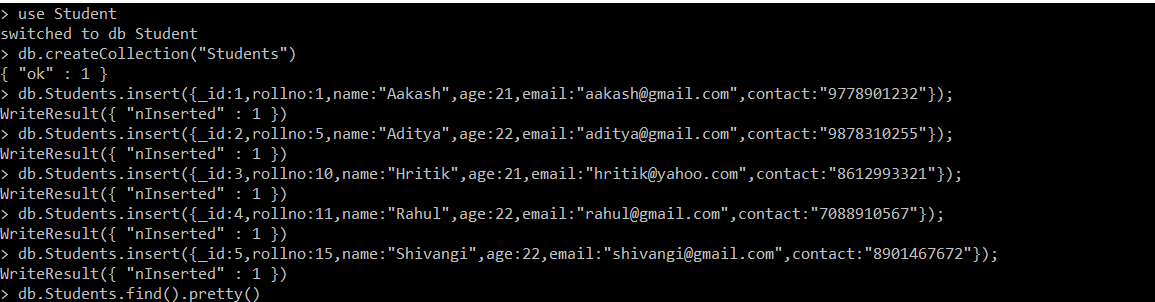 > use Student
switched to db Student
> db.createCollection("Students")
{ "ok" : 1 }
> db.Students.insert({_id:1,rollno:1,name:"Aakash",age:21,email:"aakash@gmail.com",contact:"9778901232"});
WriteResult({ "nInserted" : 1 })
> db.Students.insert({_id:2,rollno:5,name:"Aditya",age:22,email:"aditya@gmail.com",contact:"9878310255"});
WriteResult({ "nInserted" : 1 })
> db.Students.insert({_id:3,rollno:10,name:"Hritik",age:21,email:"hritik@yahoo.com",contact:"8612993321"});
WriteResult({ "nInserted" : 1 })
> db.Students.insert({_id:4,rollno:11,name:"Rahul",age:22,email:"rahul@gmail.com",contact:"7088910567"});
WriteResult({ "nInserted" : 1 })
> db.Students.insert({_id:5,rollno:15,name:"Shivangi",age:22,email:"shivangi@gmail.com",contact:"8901467672"});
WriteResult({ "nInserted" : 1 })
> db.Students.find().pretty()